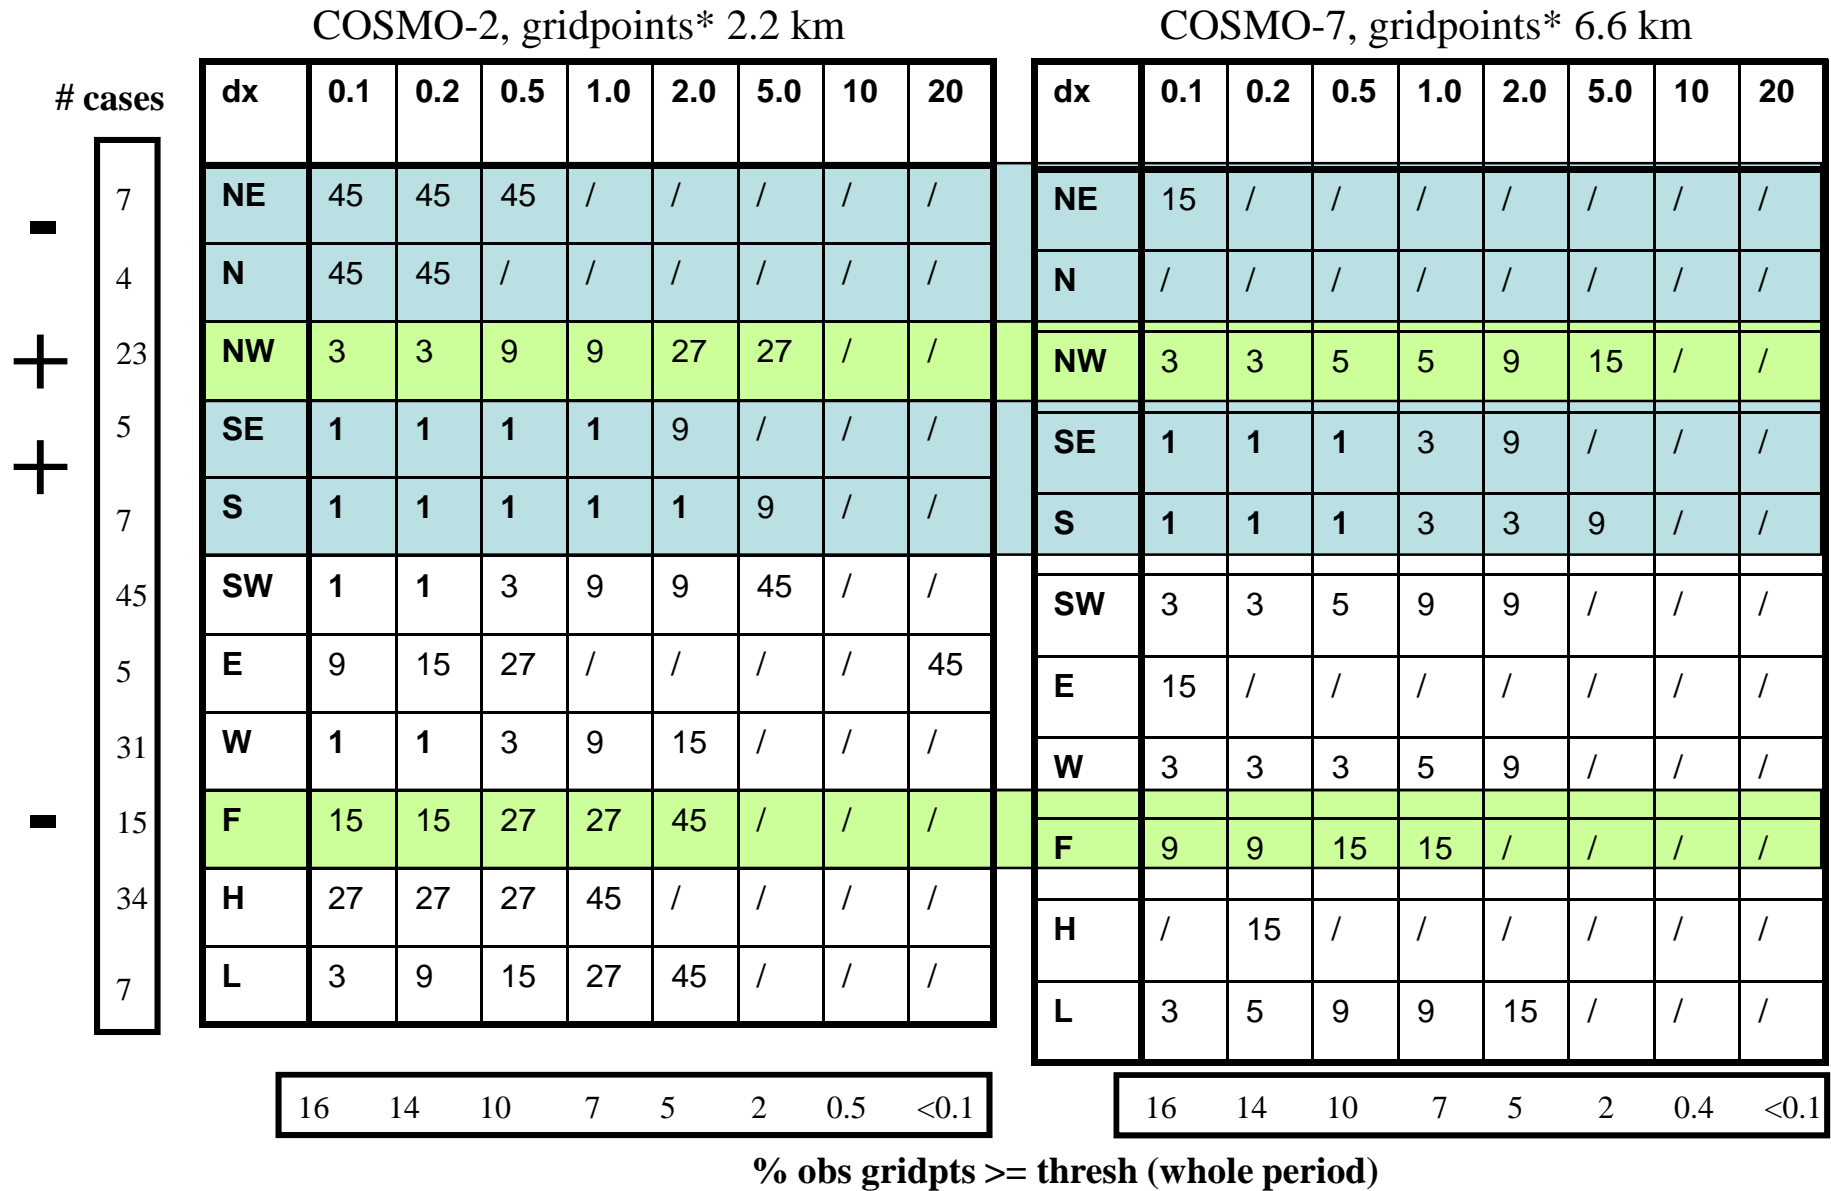 COSMO-2, gridpoints* 2.2 km
COSMO-7, gridpoints* 6.6 km
# cases
dx 0.1 0.2 0.5 1.0 2.0 5.0 10 20
dx 0.1 0.2 0.5 1.0 2.0 5.0 10 20
7 NE 45 45 45 / / / / /
NE 15 / / / / / / /
-
4 N 45 45 / / / / / /
N / / / / / / / /
+ 23 NW 3 3 9 9 27 27 / /
NW 3 3 5 5 9 15 / /
5 SE 1 1 1 1 9 / / /
SE 1 1 1 3 9 / / /
+
7 S 1 1 1 1 1 9 / /
S 1 1 1 3 3 9 / /
45 SW 1 1 3 9 9 45 / /
SW 3 3 5 9 9 / / /
5 E 9 15 27 / / / / 45
E 15 / / / / / / /
31 W 1 1 3 9 15 / / /
W 3 3 3 5 9 / / /
- 15 F 15 15 27 27 45 / / /
F 9 9 15 15 / / / /
34 H 27 27 27 45 / / / /
H / 15 / / / / / /
7 L 3 9 15 27 45 / / /
L 3 5 9 9 15 / / /
16 14 10 7 5 2 0.5 <0.1
16 14 10 7 5 2 0.4 <0.1
% obs gridpts >= thresh (whole period)